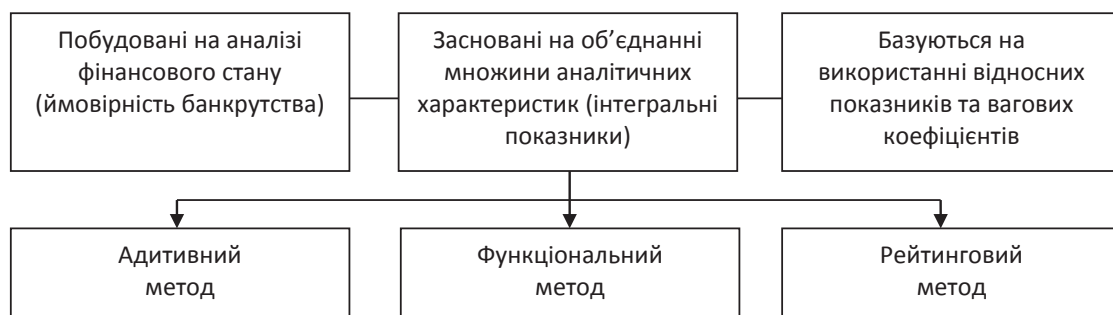 Побудовані на аналізі
фінансового стану
(ймовірність банкрутства)
Засновані на об’єднанні
множини аналітичних
характеристик (інтегральні
показники)
Базуються на
використанні відносних
показників та вагових
коефіцієнтів
Адитивний
метод
Функціональний
метод
Рейтинговий
метод